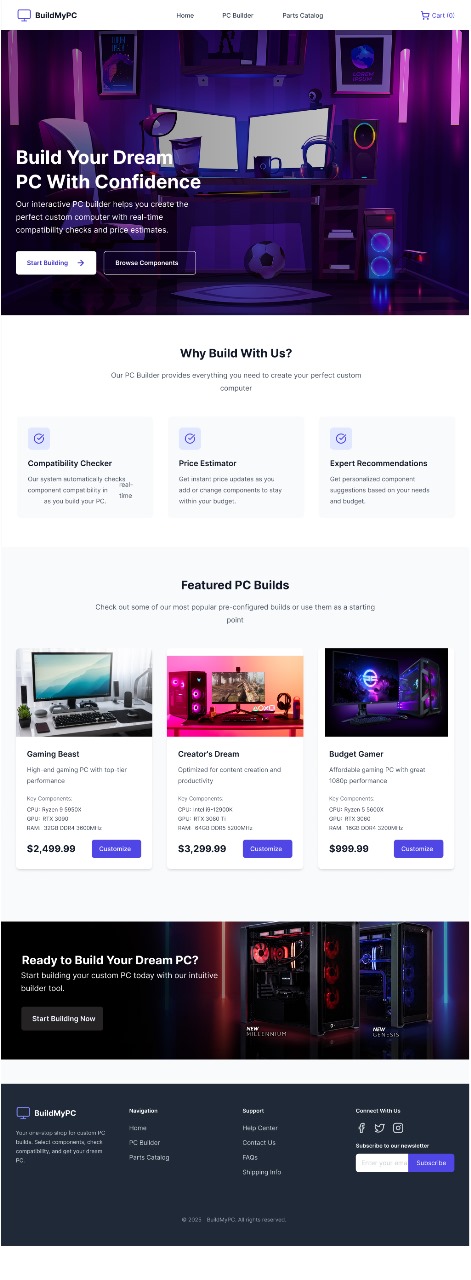 BuildMyPC
Home
PC Builder
Parts Catalog
Cart (0)
Build Your Dream
PC With Confidence
Our interactive PC builder helps you create the
perfect custom computer with real-time
compatibility checks and price estimates.
Start Building
Browse Components
Why Build With Us?
Our PC Builder provides everything you need to create your perfect custom
computer
Compatibility Checker
Our system automatically checks
component compatibility in
real-
time
as you build your PC.
Price Estimator
Get instant price updates as you
add or change components to stay
within your budget.
Expert Recommendations
Get personalized component
suggestions based on your needs
and budget.
Featured PC Builds
Check out some of our most popular pre-configured builds or use them as a starting
point
Gaming Beast
High-end gaming PC with top-tier
performance
Key Components:
CPU: Ryzen 9 5950X
GPU: RTX 3090
RAM: 32GB DDR4 3600MHz
$2,499.99
Customize
Creator's Dream
Optimized for content creation and
productivity
Key Components:
CPU: Intel i9-12900K
GPU: RTX 3080 Ti
RAM: 64GB DDR5 5200MHz
$3,299.99
Customize
Budget Gamer
Affordable gaming PC with great
1080p performance
Key Components:
CPU: Ryzen 5 5600X
GPU: RTX 3060
RAM: 16GB DDR4 3200MHz
$999.99
Customize
Ready to Build Your Dream PC?
Start building your custom PC today with our intuitive
builder tool.
Start Building Now
NEW
MILLENNIUM
NEW
GENESIS
BuildMyPC
Your one-stop shop for custom PC
builds. Select components, check
compatibility, and get your dream
PC.
Navigation
Home
PC Builder
Parts Catalog
Support
Help Center
Contact Us
FAQs
Shipping Info
Connect With Us
Subscribe to our newsletter
Enter your emai
Subscribe
© 2025 BuildMyPC. All rights reserved.